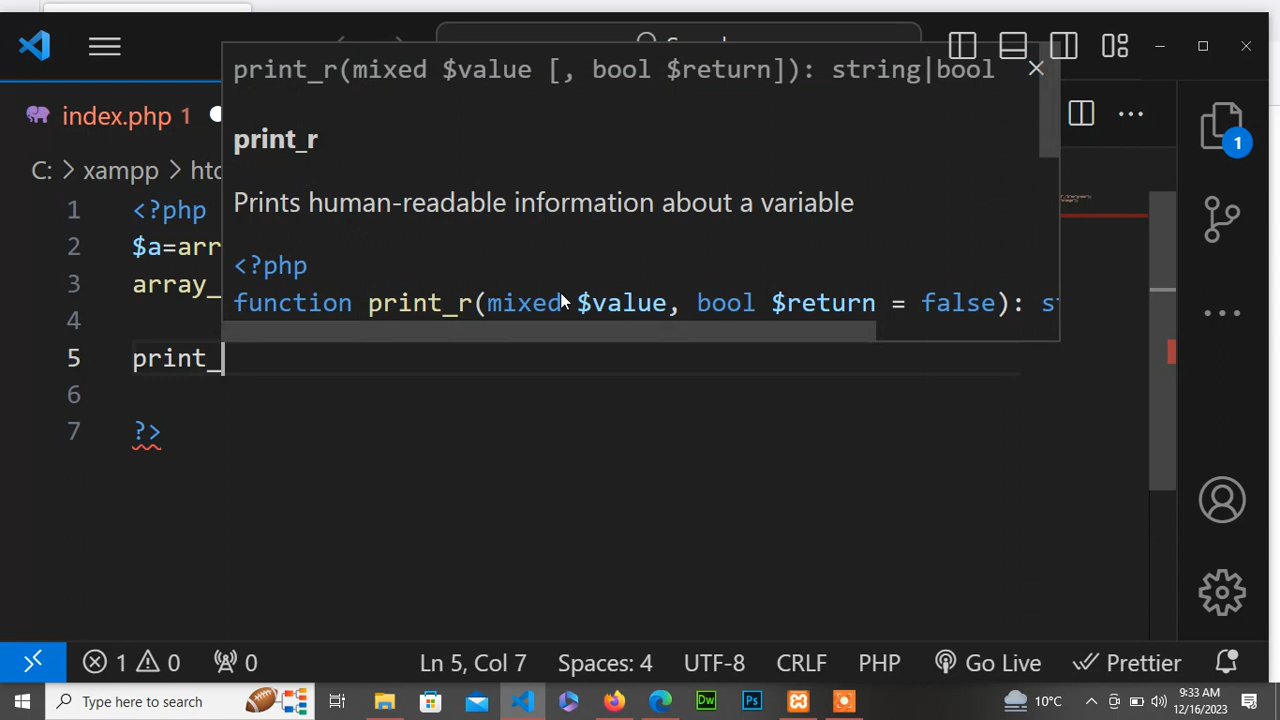 print_r(mixed $value [, bool $return]): string|bool
print_r
index.php 1
Prints human-readable information about a variable
C: > xampp >
1 <?php
2 $a=arr
3 array_
4
5 print_
6
7 ?>
<?php
function print_r(mixed $value, bool $return = false):
1
1 0 0
Ln 5, Col 7 Spaces: 4 UTF-8 CRLF PHP Go Live Prettier
Type here to search
Dw
Ps
10°C
9:33 AM
12/16/2023